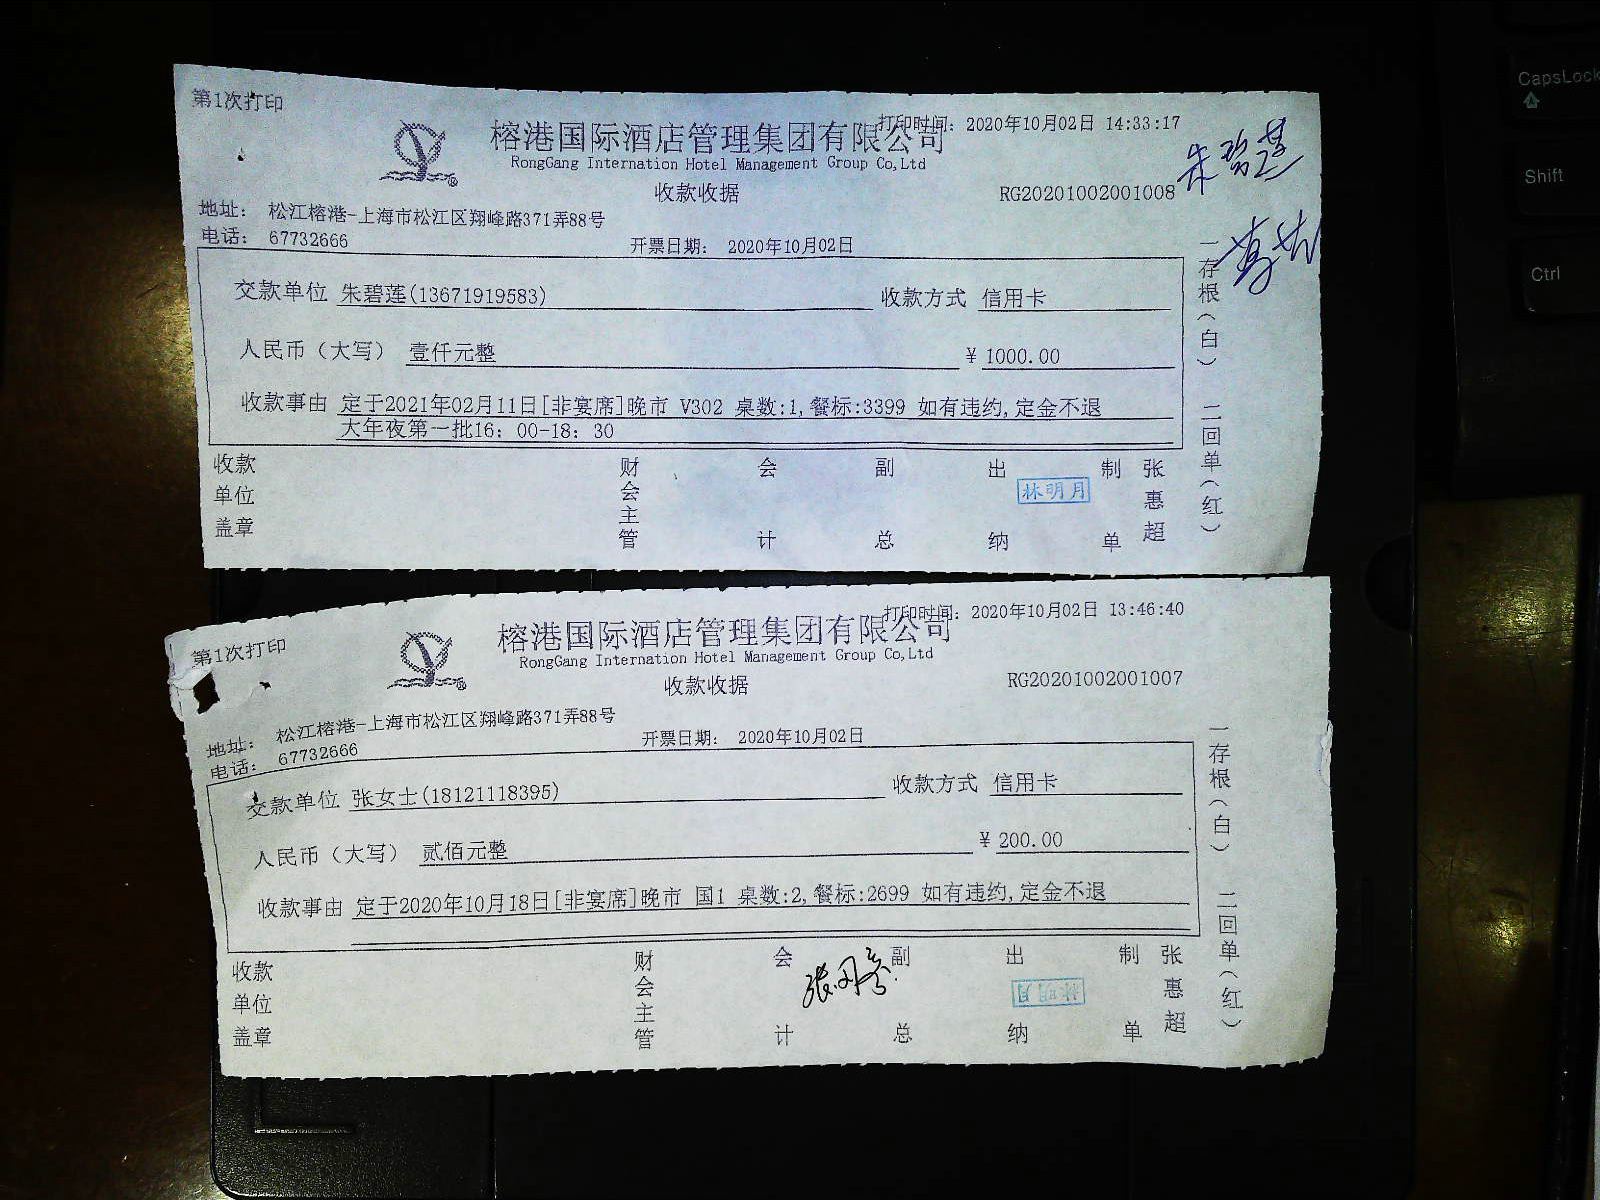 第1次打印
打印时间: 2020年10月02日 14:33:17
榕港国际酒店管理集团有限公司
RongGang Internation Hotel Management Group Co,Ltd
朱碧莲
收款收据
RG20201002001008
地址: 松江榕港-上海市松江区翔峰路371弄88号
电话: 67732666
开票日期: 2020年10月02日
交款单位 朱碧莲(13671919583)
收款方式 信用卡
人民币（大写） 壹仟元整
¥ 1000.00
收款事由 定于2021年02月11日[非宴席]晚市 V302 桌数:1,餐标:3399 如有违约,定金不退
大年夜第一批16：00-18：30
收款单位盖章
财会主管
会计
副总
出纳
林明月
制单
张惠超
一存根（白） 二回单（红）
第1次打印
打印时间: 2020年10月02日 13:46:40
榕港国际酒店管理集团有限公司
RongGang Internation Hotel Management Group Co,Ltd
收款收据
RG20201002001007
地址: 松江榕港-上海市松江区翔峰路371弄88号
电话: 67732666
开票日期: 2020年10月02日
交款单位 张女士(18121118395)
收款方式 信用卡
人民币（大写） 贰佰元整
¥ 200.00
收款事由 定于2020年10月18日[非宴席]晚市 国1 桌数:2,餐标:2699 如有违约,定金不退
收款单位盖章
财会主管
会计
副总
出纳
林明月
制单
张惠超
一存根（白） 二回单（红）
CapsLock
Shift
Ctrl